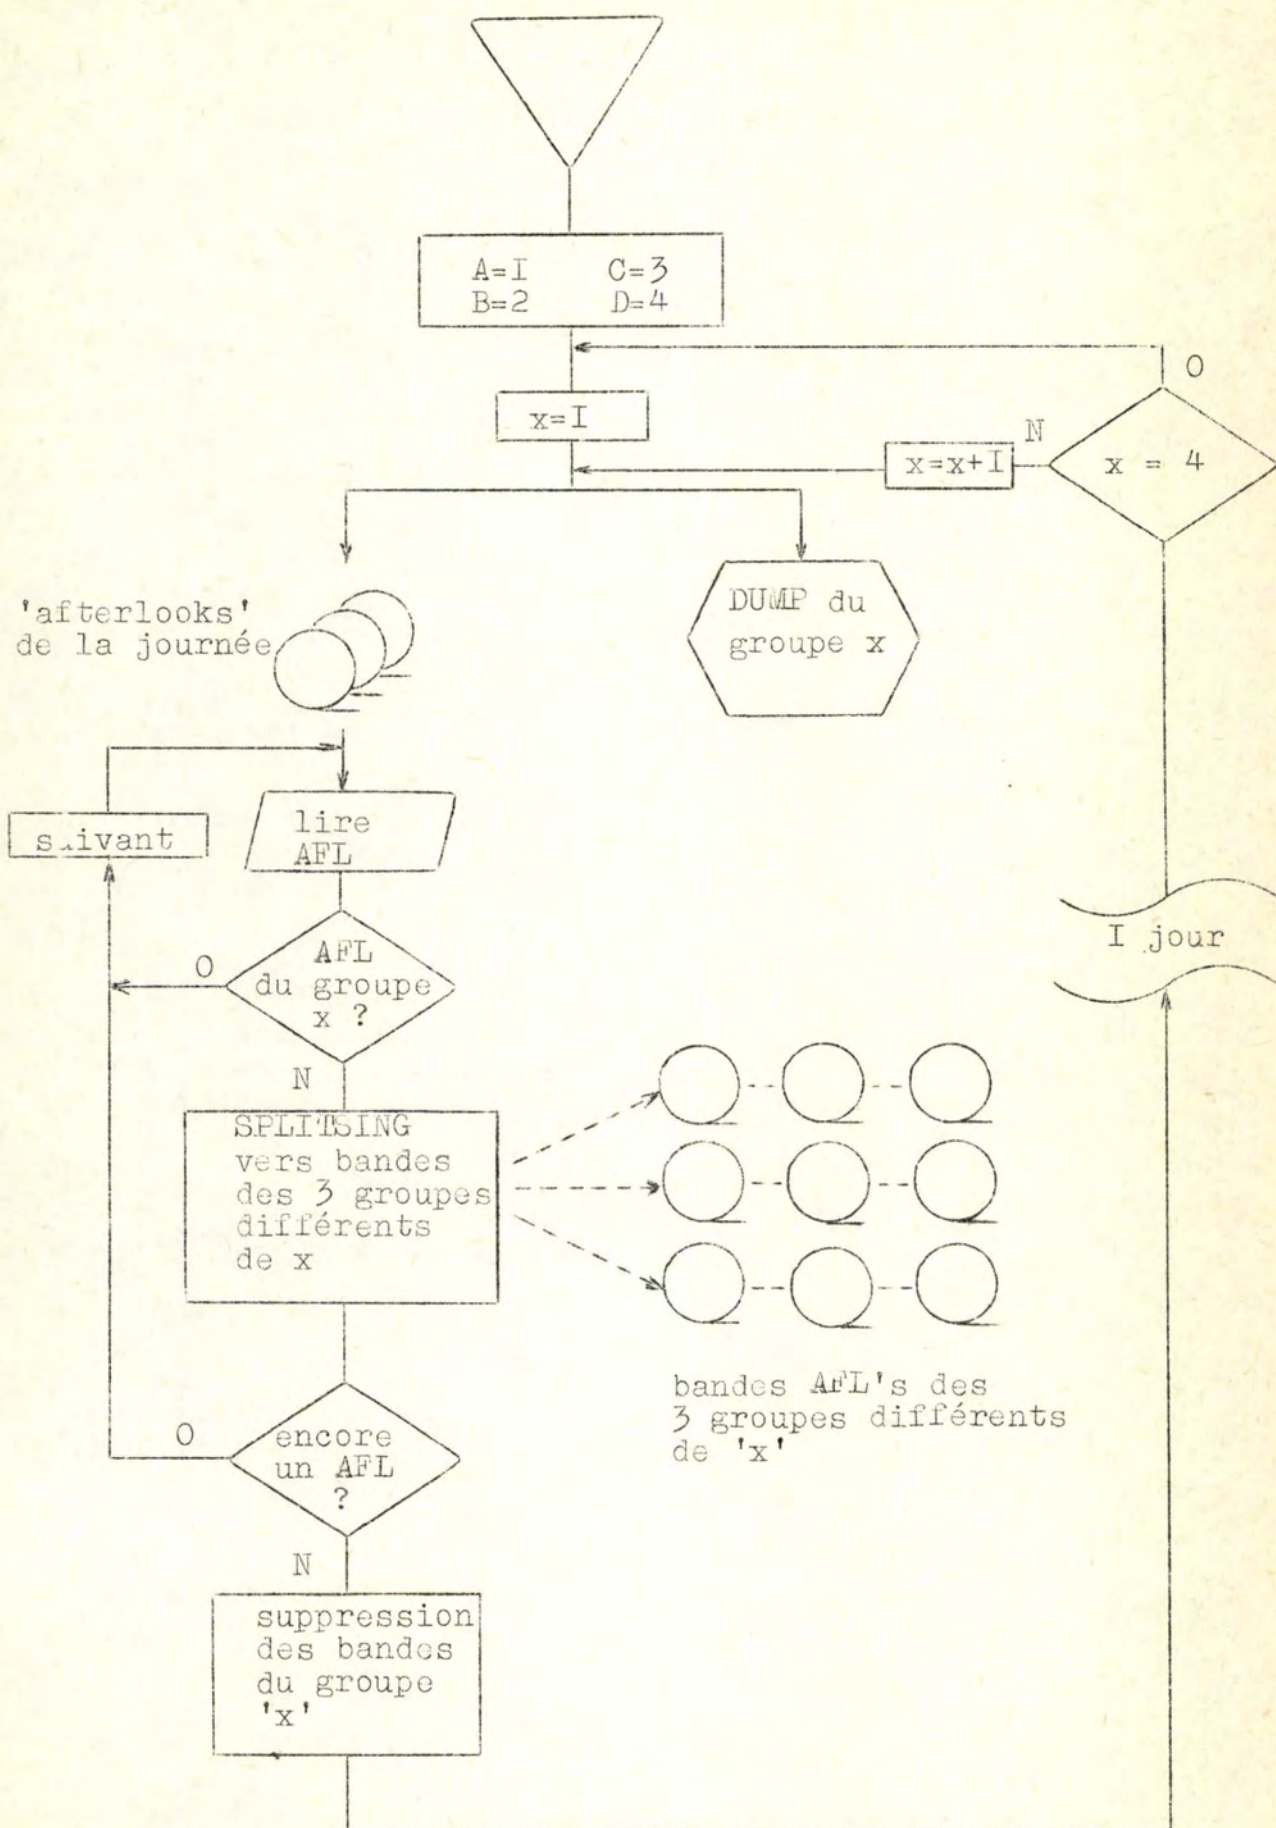 A=I C=3
B=2 D=4
O
x=I
N
x=x+I
x = 4
'afterlooks'
de la journée
DUMP du
groupe x
suivant
lire
AFL
I jour
O
AFL
du groupe
x ?
N
SPLITSING
vers bandes
des 3 groupes
différents
de x
bandes AFL's des
3 groupes différents
de 'x'
O
encore
un AFL
?
N
suppression
des bandes
du groupe
'x'